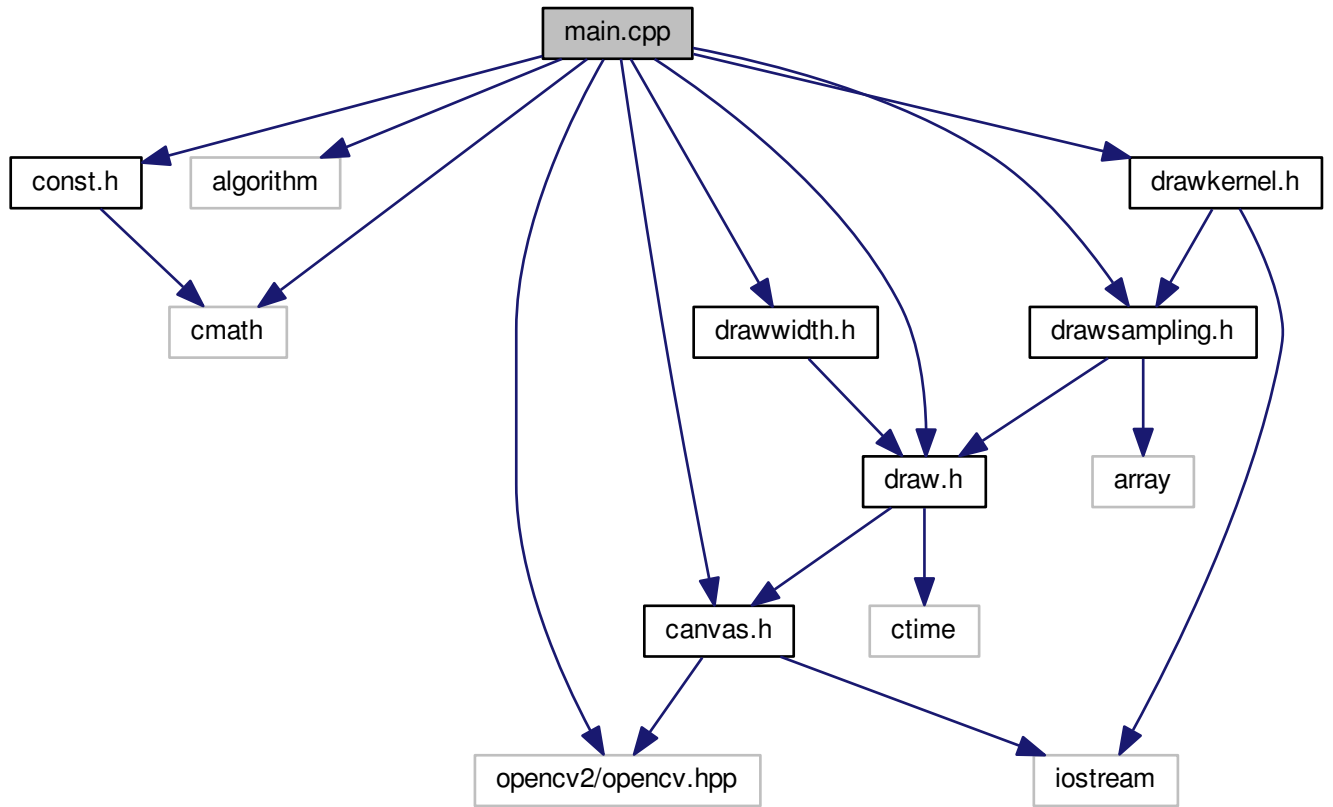 main.cpp
const.h
algorithm
drawkernel.h
cmath
drawwidth.h
drawsampling.h
draw.h
array
canvas.h
ctime
opencv2/opencv.hpp
iostream